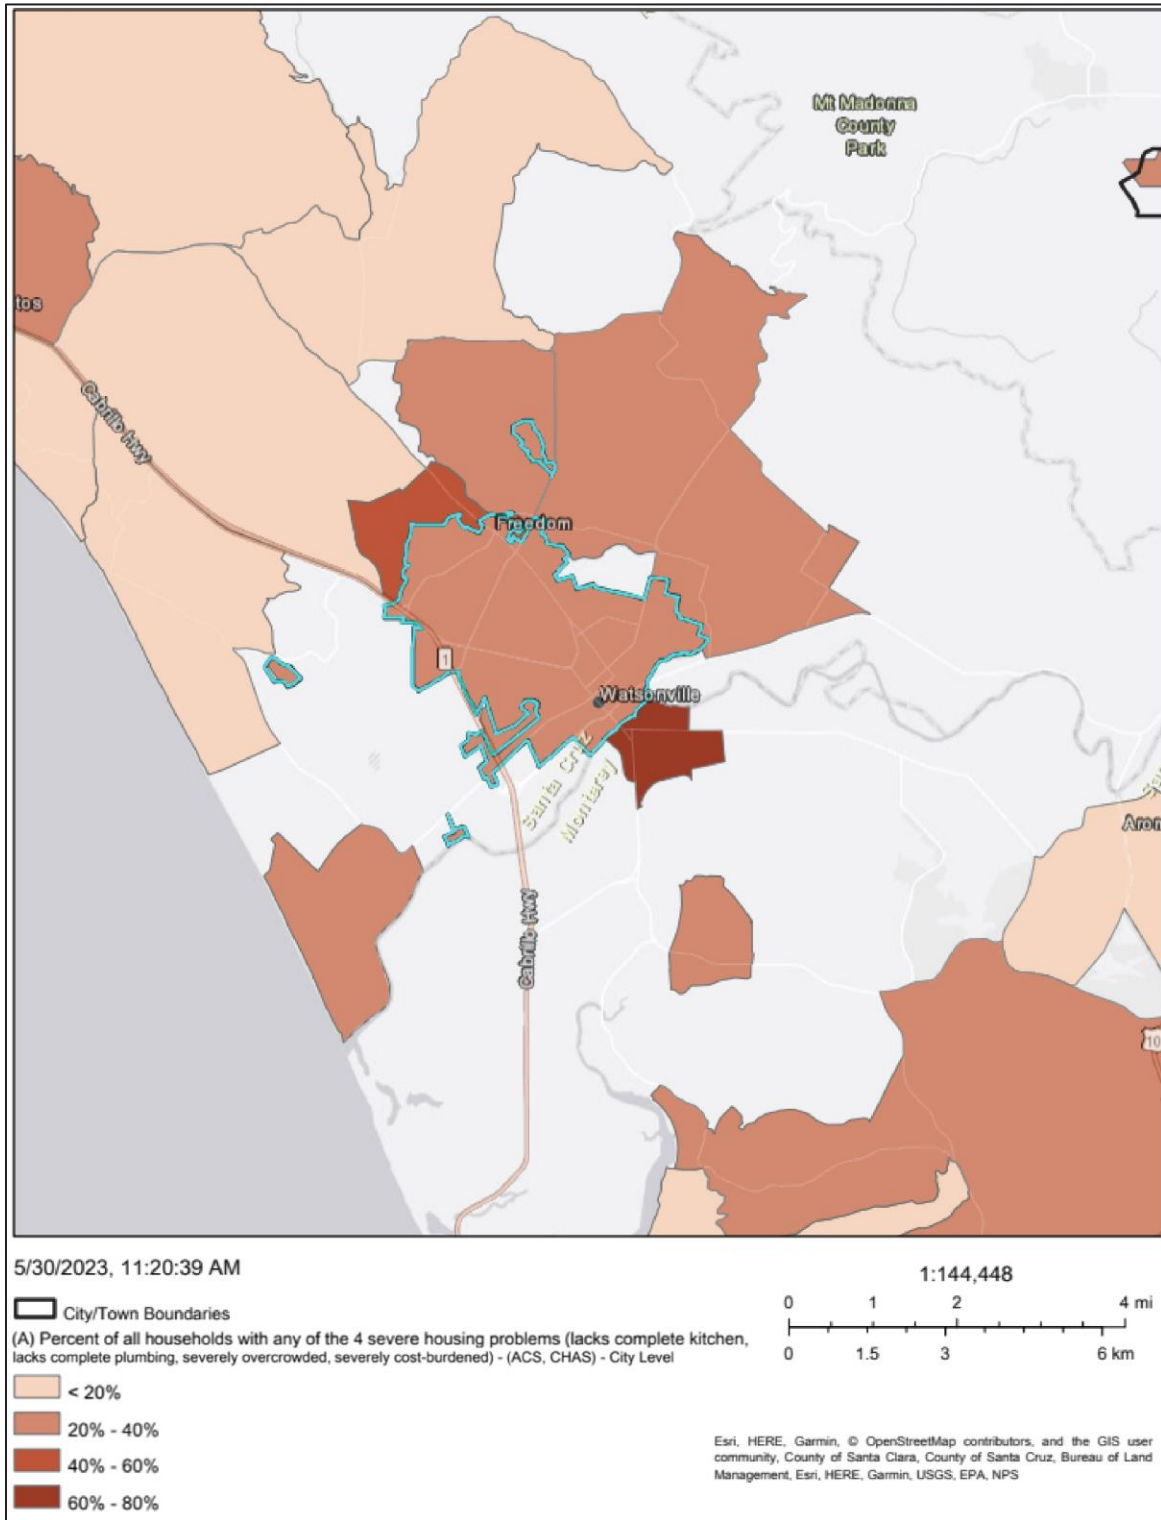 Mt Madonna
County
Park
tos
Cabrillo Hwy
Freedom
1
Watsonville
Santa Cruz
Monterey
Arom
Cabrillo Hwy
10
5/30/2023, 11:20:39 AM
City/Town Boundaries
(A) Percent of all households with any of the 4 severe housing problems (lacks complete kitchen,
lacks complete plumbing, severely overcrowded, severely cost-burdened) - (ACS, CHAS) - City Level
< 20%
20% - 40%
40% - 60%
60% - 80%
1:144,448
0 1 2 4 mi
0 1.5 3 6 km
Esri, HERE, Garmin, © OpenStreetMap contributors, and the GIS user
community, County of Santa Clara, County of Santa Cruz, Bureau of Land
Management, Esri, HERE, Garmin, USGS, EPA, NPS